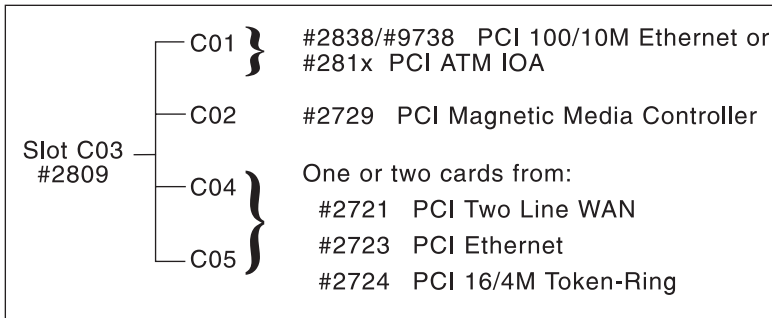 C01 } #2838/#9738 PCI 100/10M Ethernet or
#281x PCI ATM IOA
C02 #2729 PCI Magnetic Media Controller
Slot C03
#2809
C04 } One or two cards from:
#2721 PCI Two Line WAN
#2723 PCI Ethernet
C05
#2724 PCI 16/4M Token-Ring